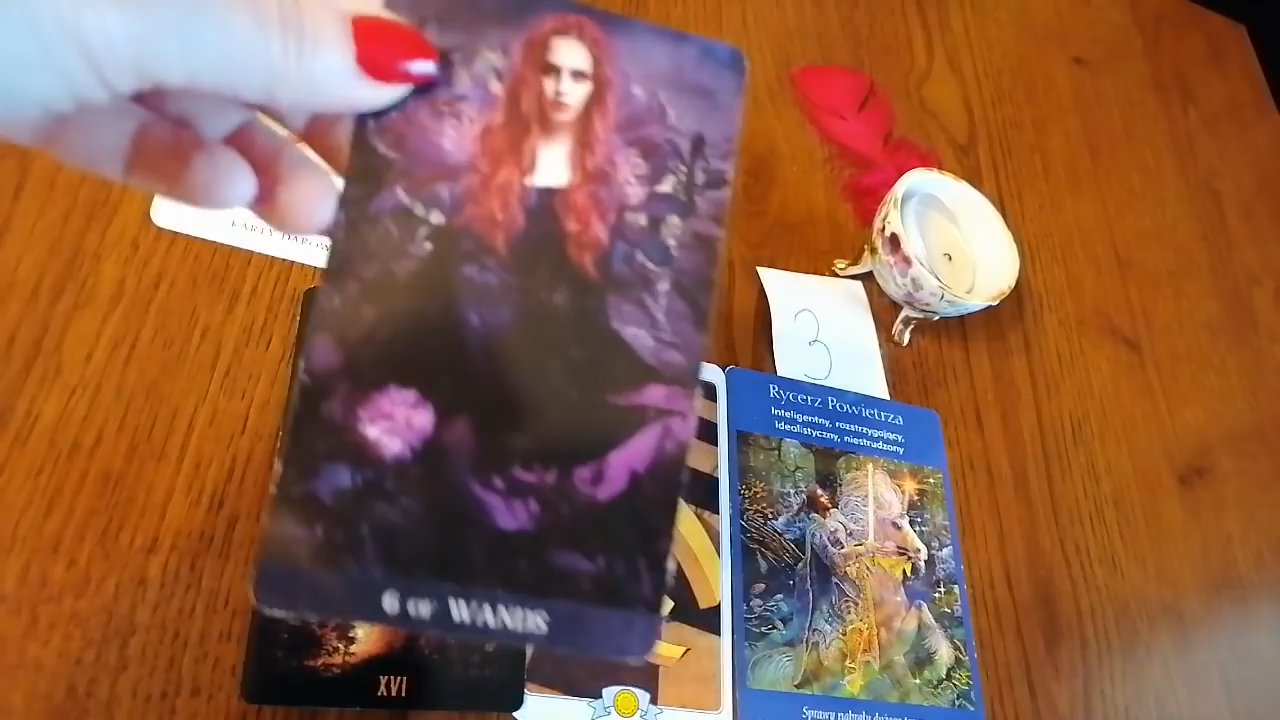 KARTY DAROW
3
Rycerz Powietrza
Inteligentny, rozstrzygający,
Idealistyczny, niestrudzony
6 OF WANDS
XVI
Sprawy nabrały